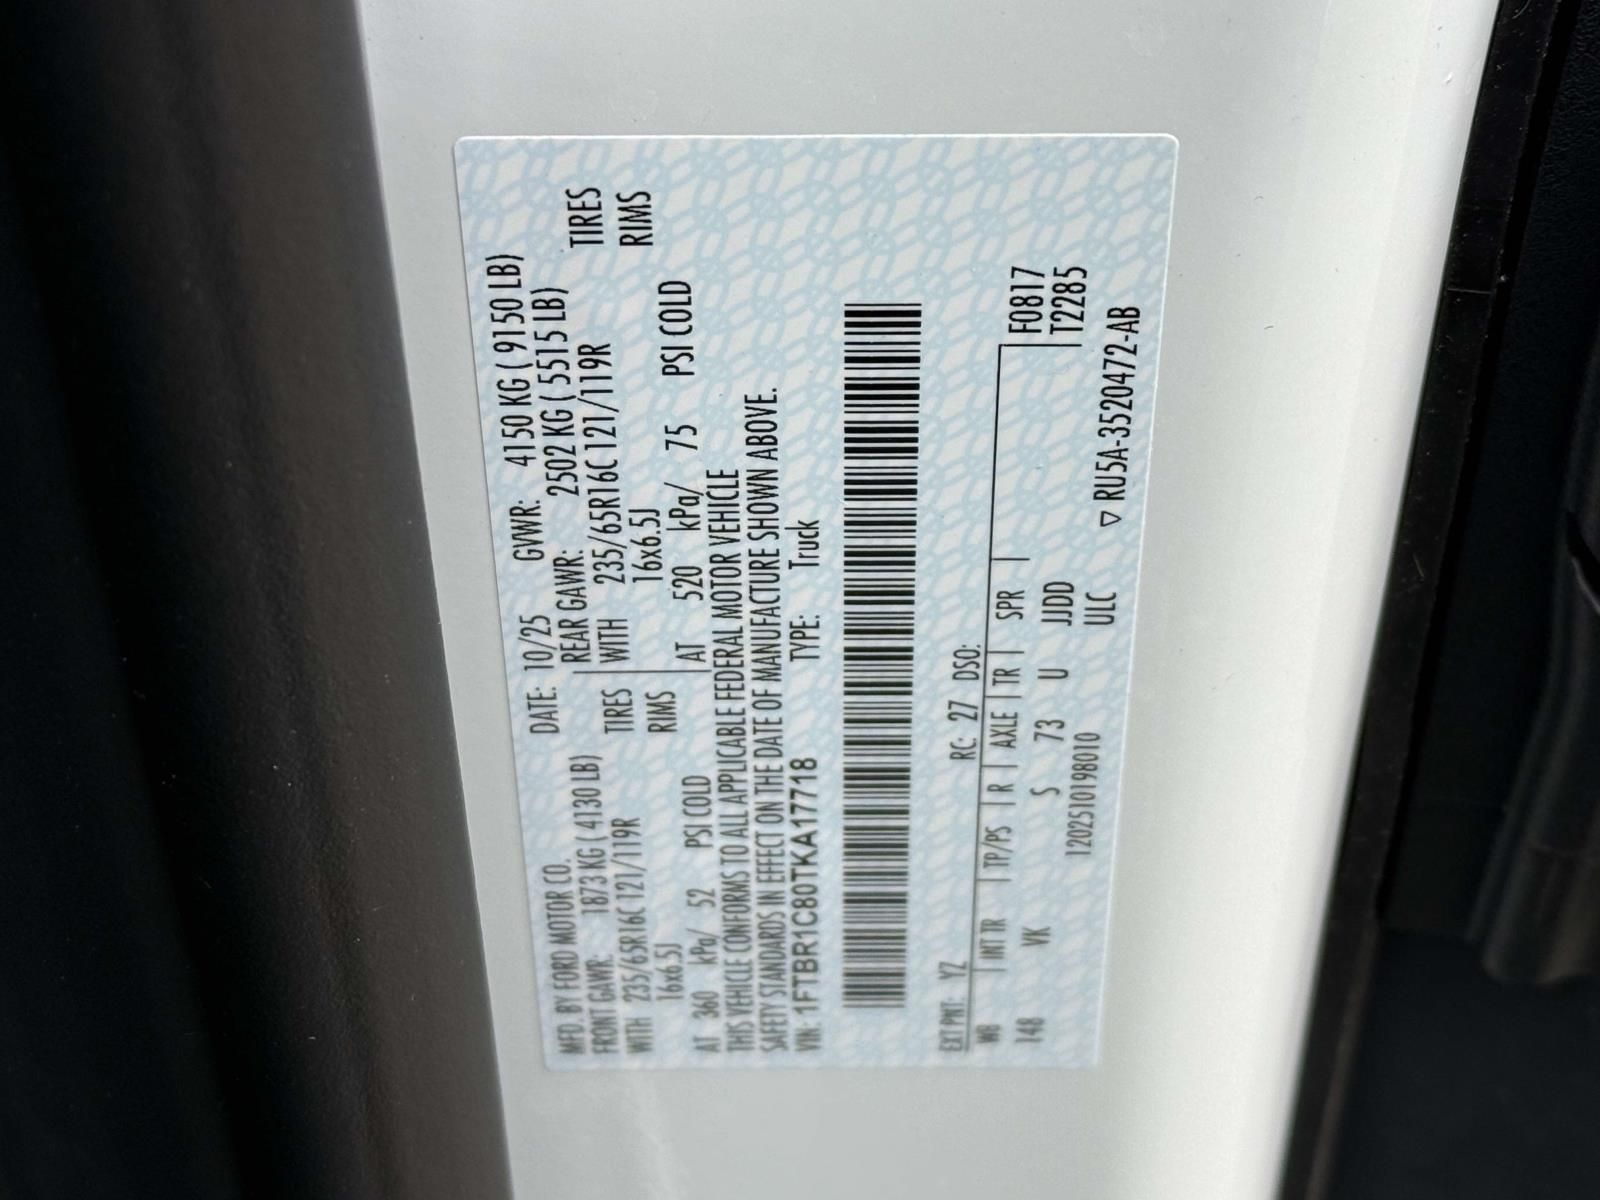 MFD. BY FORD MOTOR CO.
DATE: 10/25 GVWR: 4150 KG ( 9150 LB)
FRONT GAWR: 1873 KG ( 4130 LB) REAR GAWR: 2502 KG ( 5515 LB)
WITH 235/65R16C 121/119R TIRES WITH 235/65R16C 121/119R TIRES
16x6.5J RIMS 16x6.5J RIMS
AT 360 kPa/ 52 PSI COLD AT 520 kPa/ 75 PSI COLD
THIS VEHICLE CONFORMS TO ALL APPLICABLE FEDERAL MOTOR VEHICLE
SAFETY STANDARDS IN EFFECT ON THE DATE OF MANUFACTURE SHOWN ABOVE.
VIN: 1FTBR1C80TKA17718 TYPE: Truck
EXT PNT: YZ RC: 27 DSO:
WB INT TR TP/PS R AXLE TR SPR F0817
148 VK S 73 U JJDD T2285
12025101198010 ULC ▽ RU5A-3520472-AB